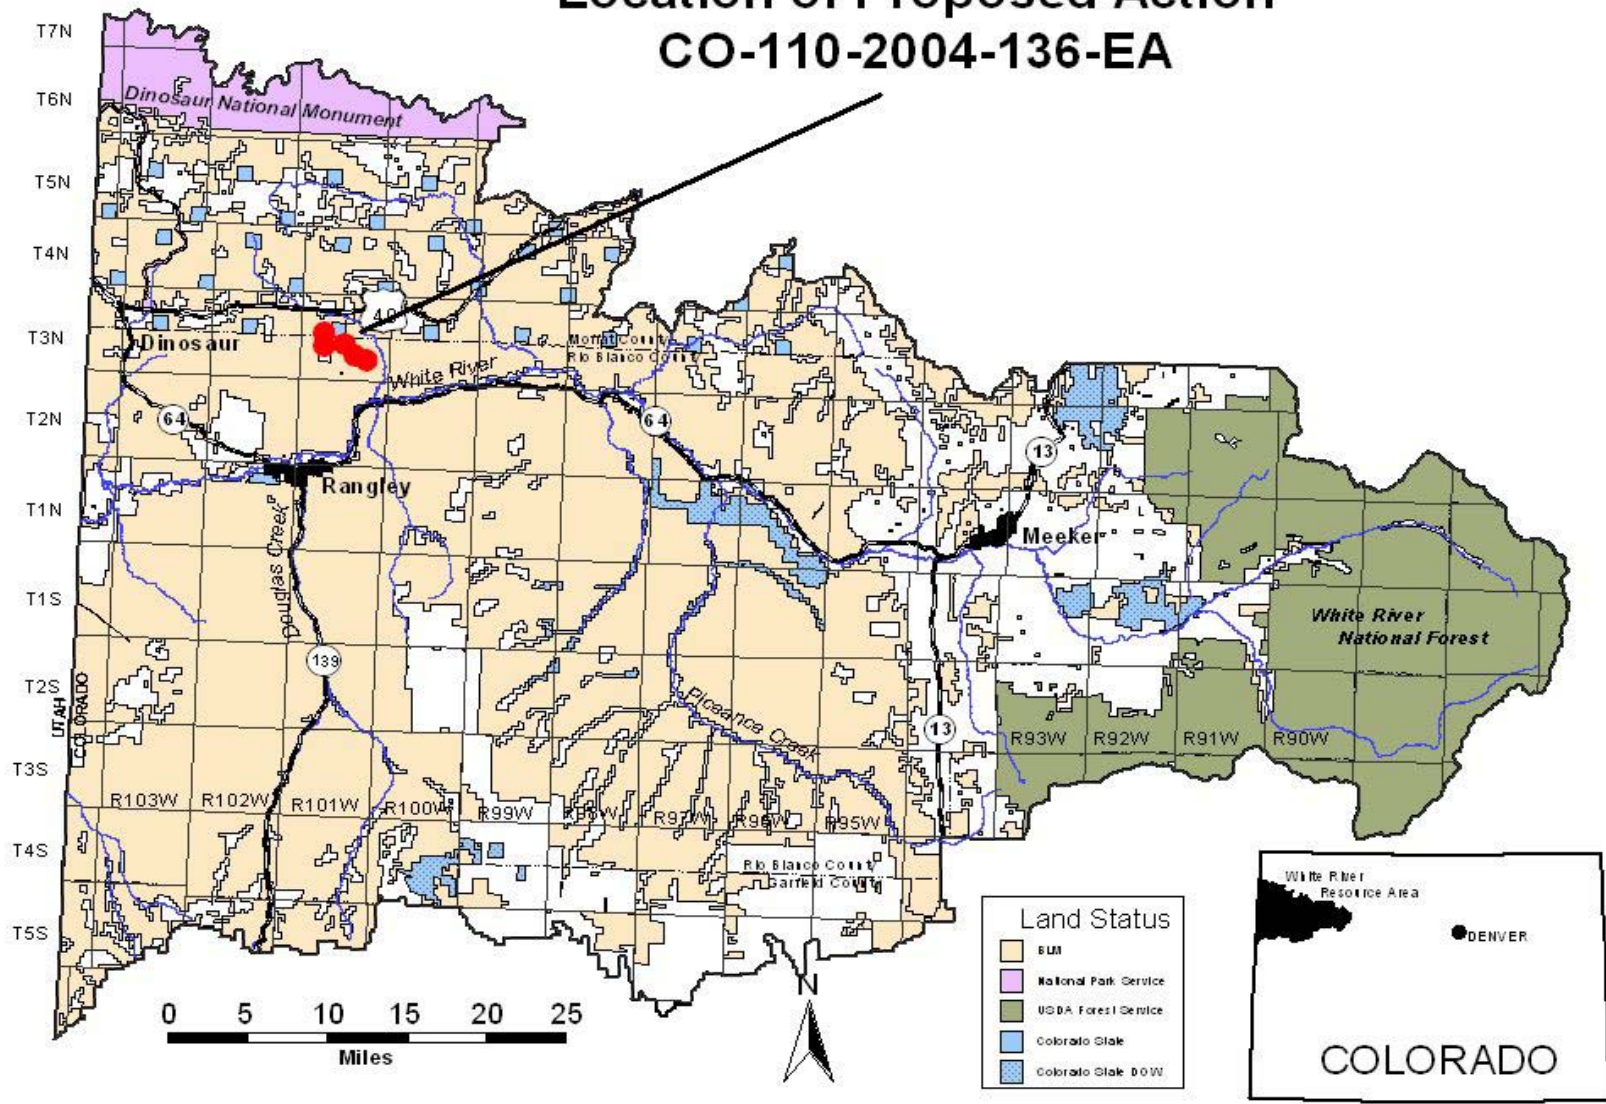 Location of Proposed Action
CO-110-2004-136-EA
T7N
T6N
T5N
T4N
T3N
T2N
T1N
T1S
T2S
T3S
T4S
T5S
Dinosaur National Monument
40
Dinosaur
Moffat County
Rio Blanco County
White River
64
64
13
Rangley
Meeker
Douglas Creek
139
White River
National Forest
UTAH
COLORADO
Piceance Creek
13
R93W
R92W
R91W
R90W
R103W
R102W
R101W
R100W
R99W
R98W
R97W
R96W
R95W
Rio Blanco County
Garfield County
0 5 10 15 20 25
Miles
N
Land Status
BLM
National Park Service
USDA Forest Service
Colorado State
Colorado State DOW
White River
Resource Area
DENVER
COLORADO